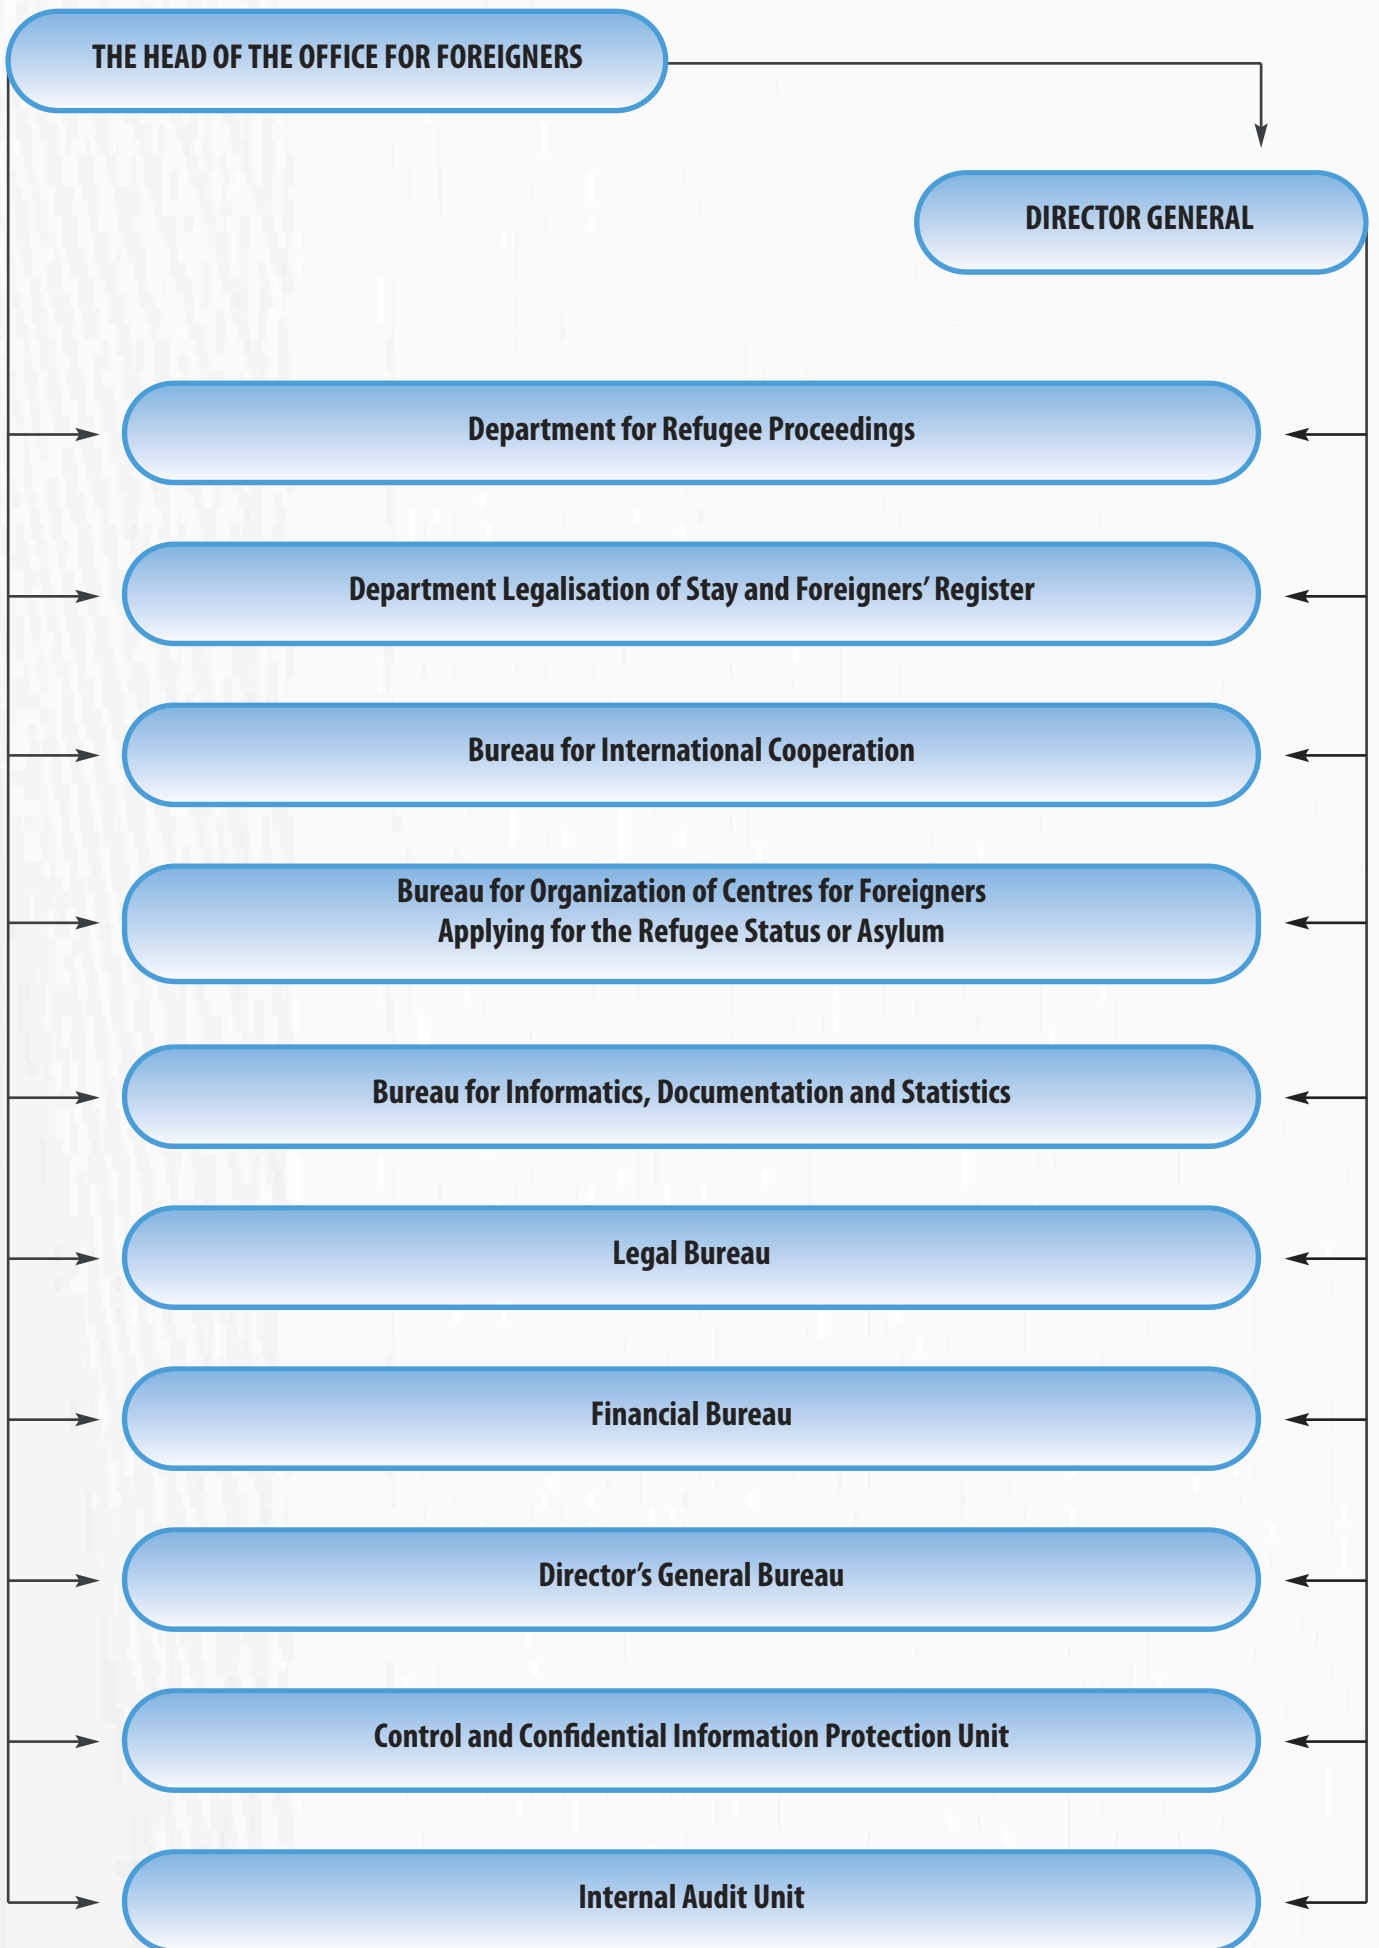 THE HEAD OF THE OFFICE FOR FOREIGNERS
DIRECTOR GENERAL
Department for Refugee Proceedings
Department Legalisation of Stay and Foreigners’ Register
Bureau for International Cooperation
Bureau for Organization of Centres for Foreigners
Applying for the Refugee Status or Asylum
Bureau for Informatics, Documentation and Statistics
Legal Bureau
Financial Bureau
Director’s General Bureau
Control and Confidential Information Protection Unit
Internal Audit Unit